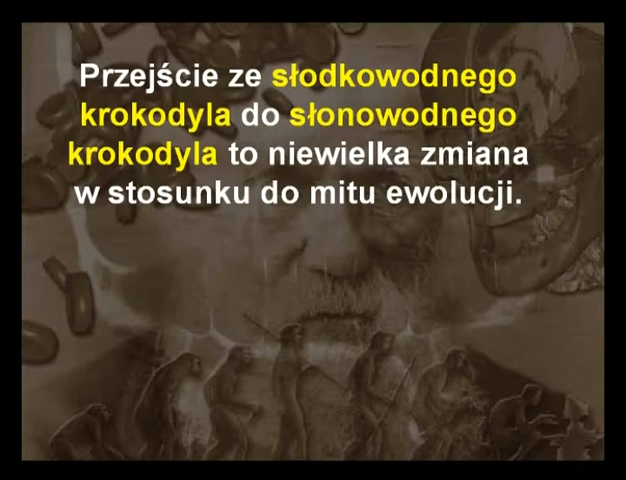 Przejście ze słodkowodnego
krokodyla do słonowodnego
krokodyla to niewielka zmiana
w stosunku do mitu ewolucji.